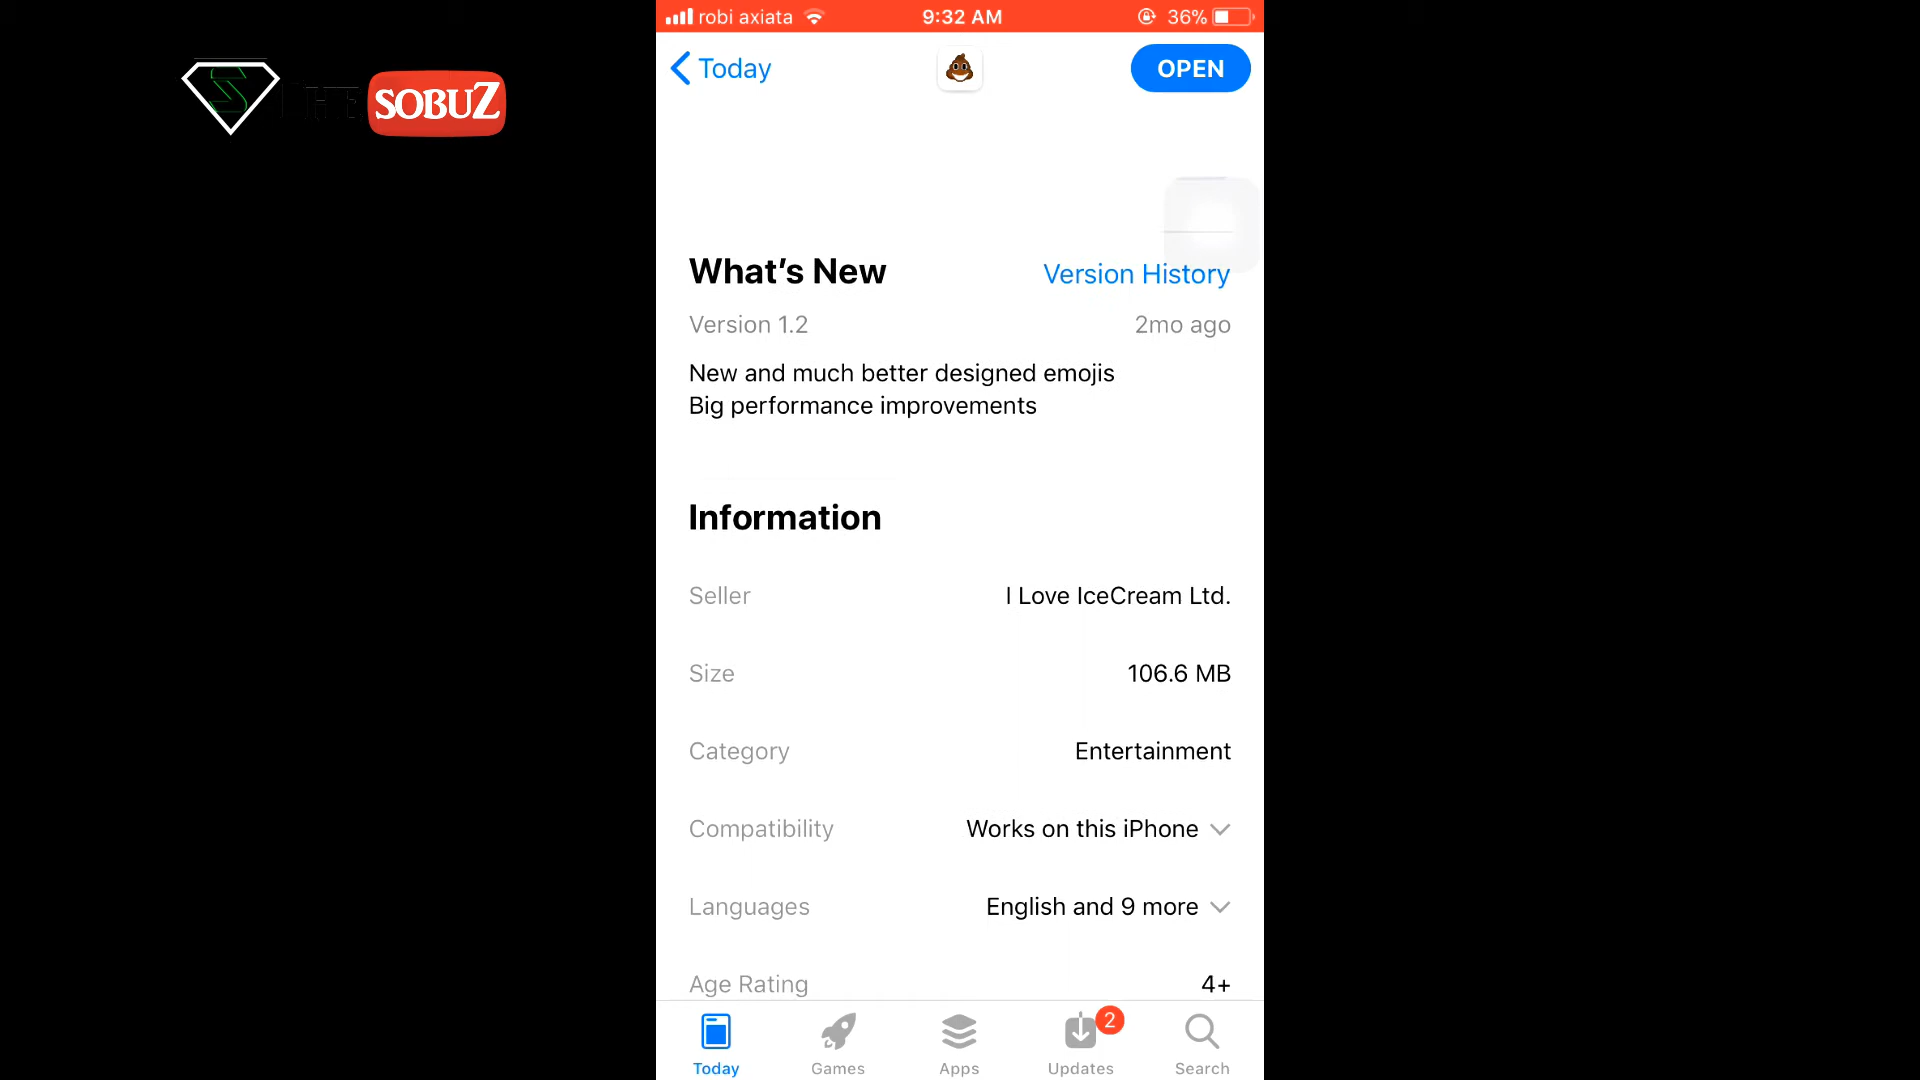 robi axiata 9:32 AM 36%
THE SOBUZ
Today OPEN
What's New Version History
Version 1.2 2mo ago
New and much better designed emojis
Big performance improvements
Information
Seller I Love IceCream Ltd.
Size 106.6 MB
Category Entertainment
Compatibility Works on this iPhone
Languages English and 9 more
Age Rating 4+
2
Today Games Apps Updates Search